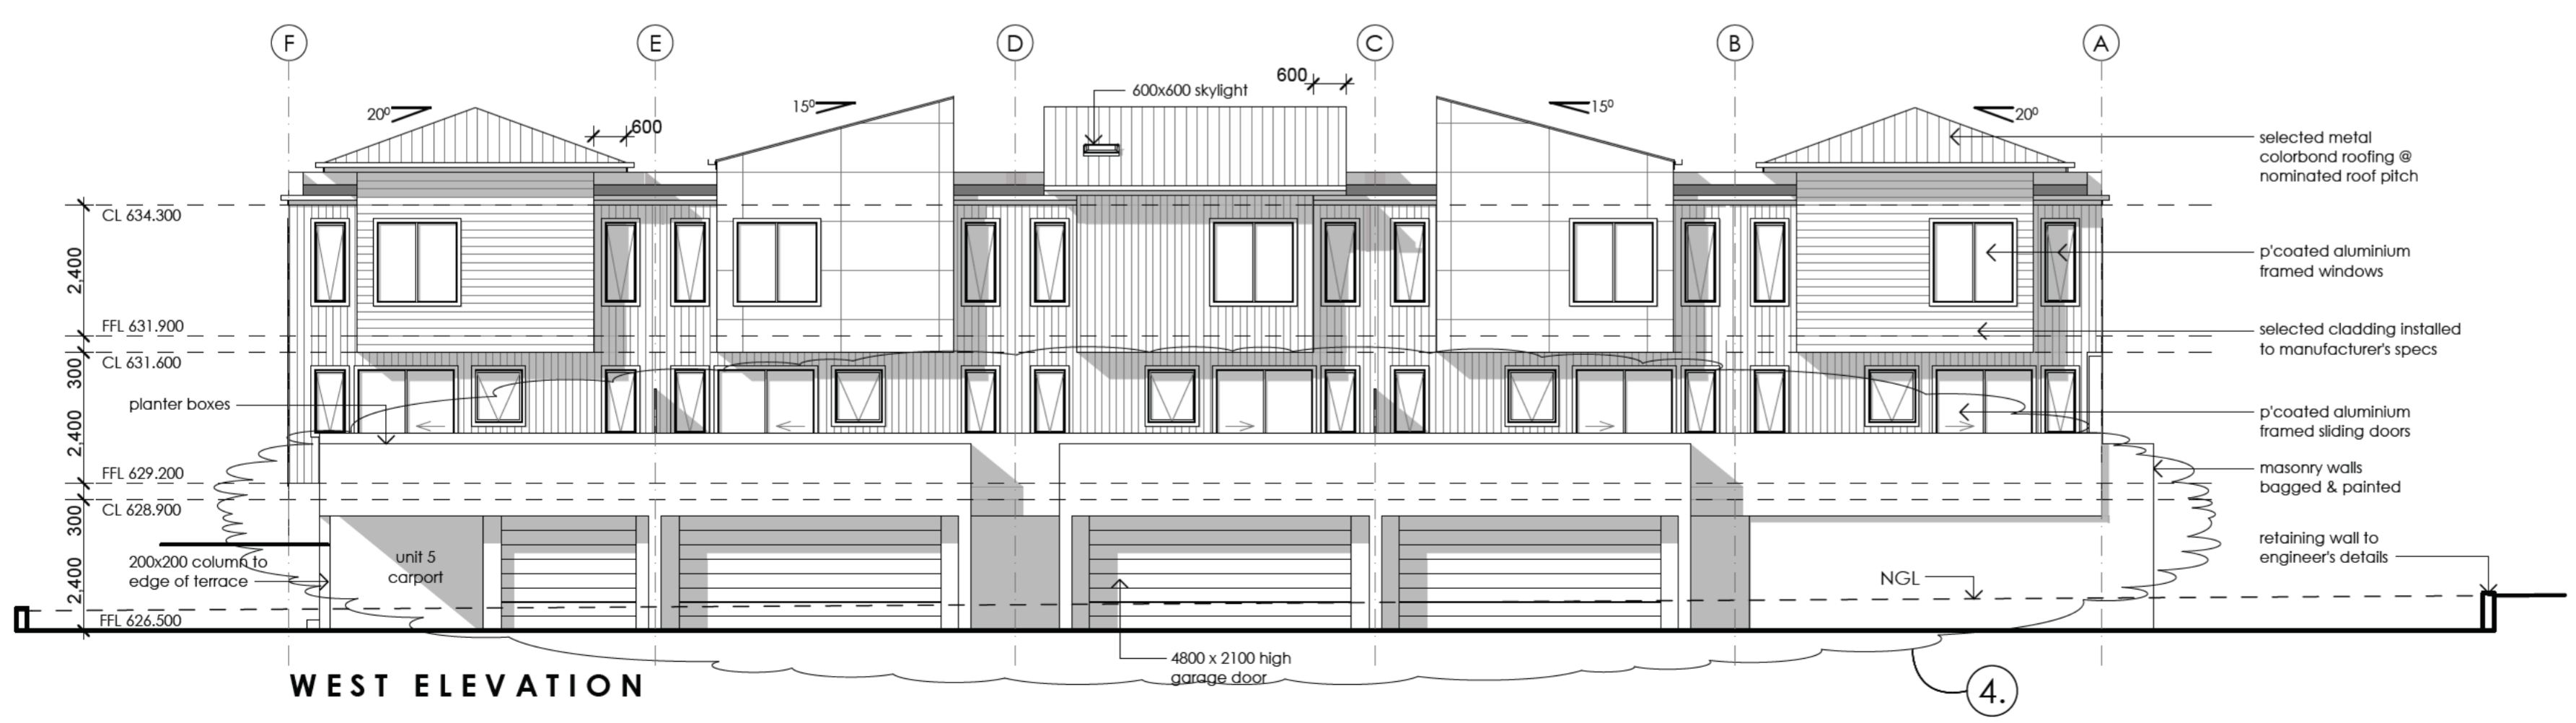 F
E
D
C
B
A
20⁰
600
15⁰
600x600 skylight
600
15⁰
20⁰
selected metal
colorbond roofing @
nominated roof pitch
CL 634.300
2,400
p'coated aluminium
framed windows
FFL 631.900
selected cladding installed
to manufacturer's specs
300
CL 631.600
planter boxes
p'coated aluminium
framed sliding doors
2,400
FFL 629.200
masonry walls
bagged & painted
300
CL 628.900
200x200 column to
edge of terrace
unit 5
carport
retaining wall to
engineer's details
2,400
NGL
FFL 626.500
4800 x 2100 high
garage door
WEST ELEVATION
4.